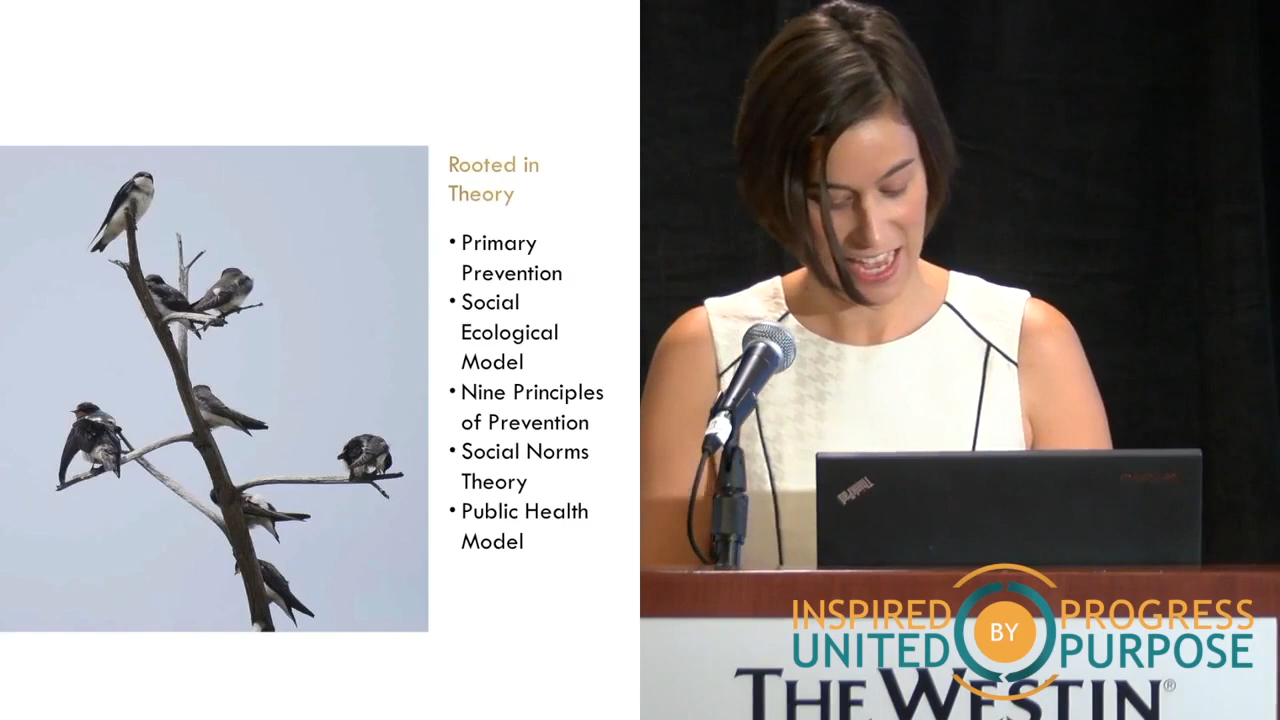 Rooted in
Theory
• Primary
Prevention
• Social
Ecological
Model
• Nine Principles
of Prevention
• Social Norms
Theory
• Public Health
Model
ThinkPad
INSPIRED BY PROGRESS
UNITED PURPOSE
THE WESTIN®